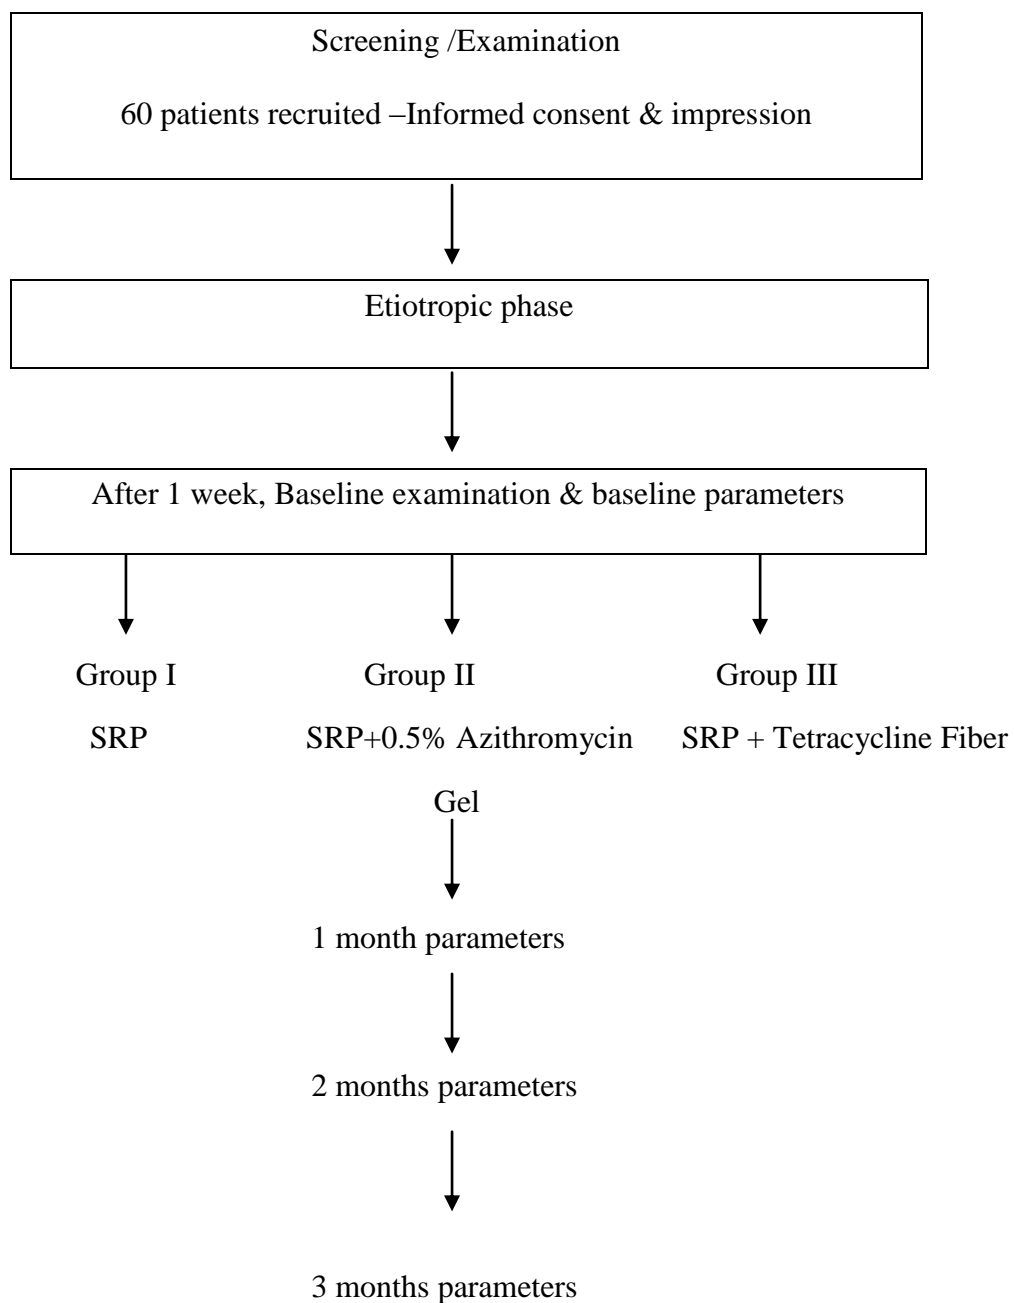 Screening /Examination
60 patients recruited –Informed consent & impression
Etiotropic phase
After 1 week, Baseline examination & baseline parameters
Group I
Group II
Group III
SRP
SRP+0.5% Azithromycin
SRP + Tetracycline Fiber
Gel
1 month parameters
2 months parameters
3 months parameters